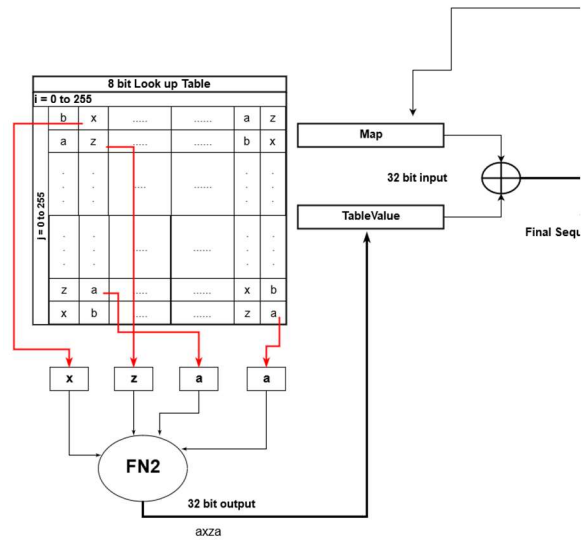 8 bit Look up Table
i = 0 to 255
j = 0 to 255
b x ..... ...... a z
a z ..... ...... b x
. . .... ..... . .
. . . .
. . . .
. . .... ...... . .
. . . .
. . . .
z a ..... ...... x b
x b ..... ...... z a
Map
32 bit input
TableValue
Final Sequ
x z a a
FN2
32 bit output
axza